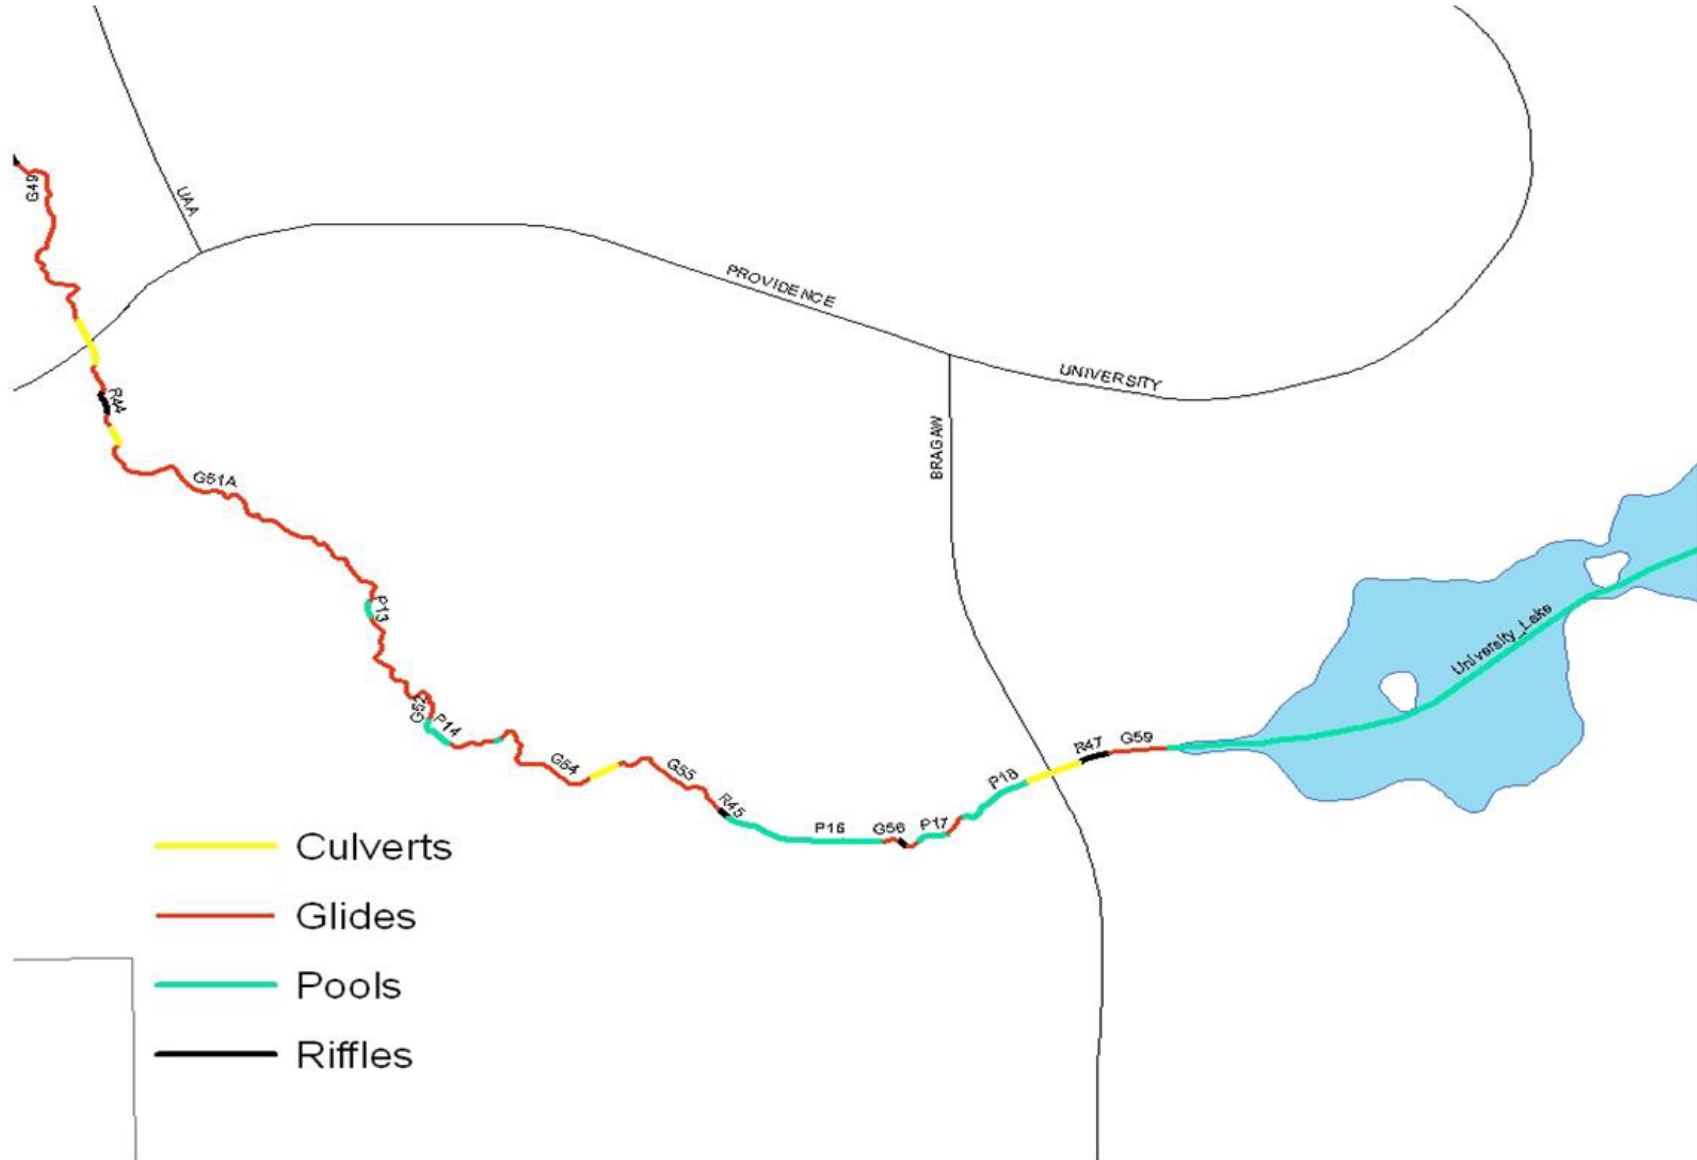 G49
UAA
PROVIDENCE
UNIVERSITY
R44
BRAGAW
G51A
P13
P14
University_Lake
G54
G55
R47
G59
P18
R45
P16
G56
P17
Culverts
Glides
Pools
Riffles